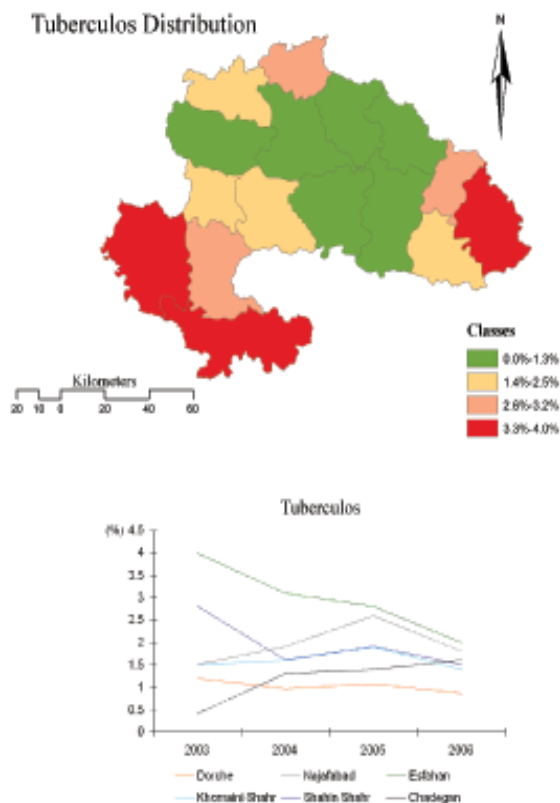 Tuberculos Distribution
N
Classes
0.0%-1.3%
1.4%-2.5%
2.6%-3.2%
3.3%-4.0%
Kilometers
20 10 0 20 40 60
Tuberculos
(%)
4.5
4
3.5
3
2.5
2
1.5
1
0.5
0
2003 2004 2005 2006
Dorche Najafabad Esfbhan
Khomaini Shahr Shahin Shahr Chadegan